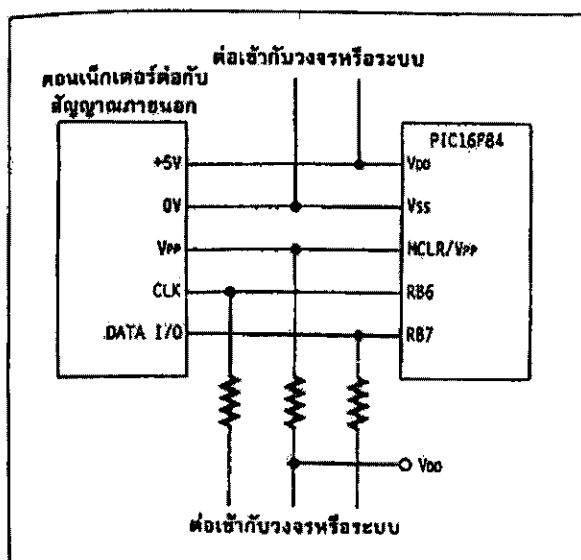 ต่อเข้ากับวงจรหรือระบบ
คอนเน็กเตอร์ต่อกับ
สัญญาณภายนอก
PIC16F84
+5V
VDD
0V
VSS
VPP
MCLR/VPP
CLK
RB6
DATA I/O
RB7
VDD
ต่อเข้ากับวงจรหรือระบบ